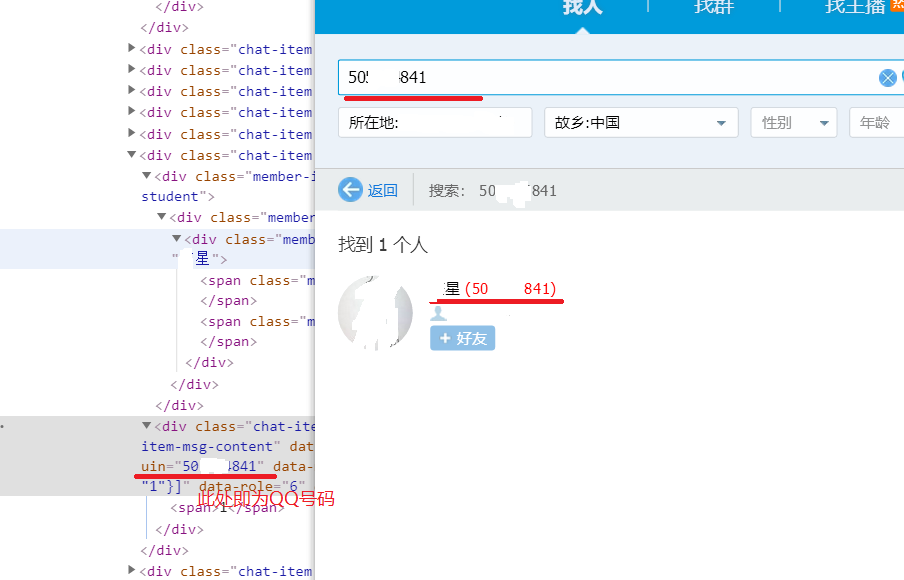 </div>
</div>
<div class="chat-item
<div class="chat-item
<div class="chat-item
<div class="chat-item
<div class="chat-item
<div class="chat-item
<div class="member-i
student">
<div class="member
<div class="memb
"星">
<span class="m
</span>
<span class="m
</span>
</div>
</div>
</div>
<div class="chat-ite
item-msg-content" dat
uin="50 841" data-
"1"}]" data-role="6"
此处即为QQ号码
<span>1</span>
</div>
</div>
<div class="chat-item
找人
找群
找主播
热
50 841
所在地:
故乡:中国
性别
年龄
返回
搜索: 50 841
找到 1 个人
星 (50 841)
+ 好友